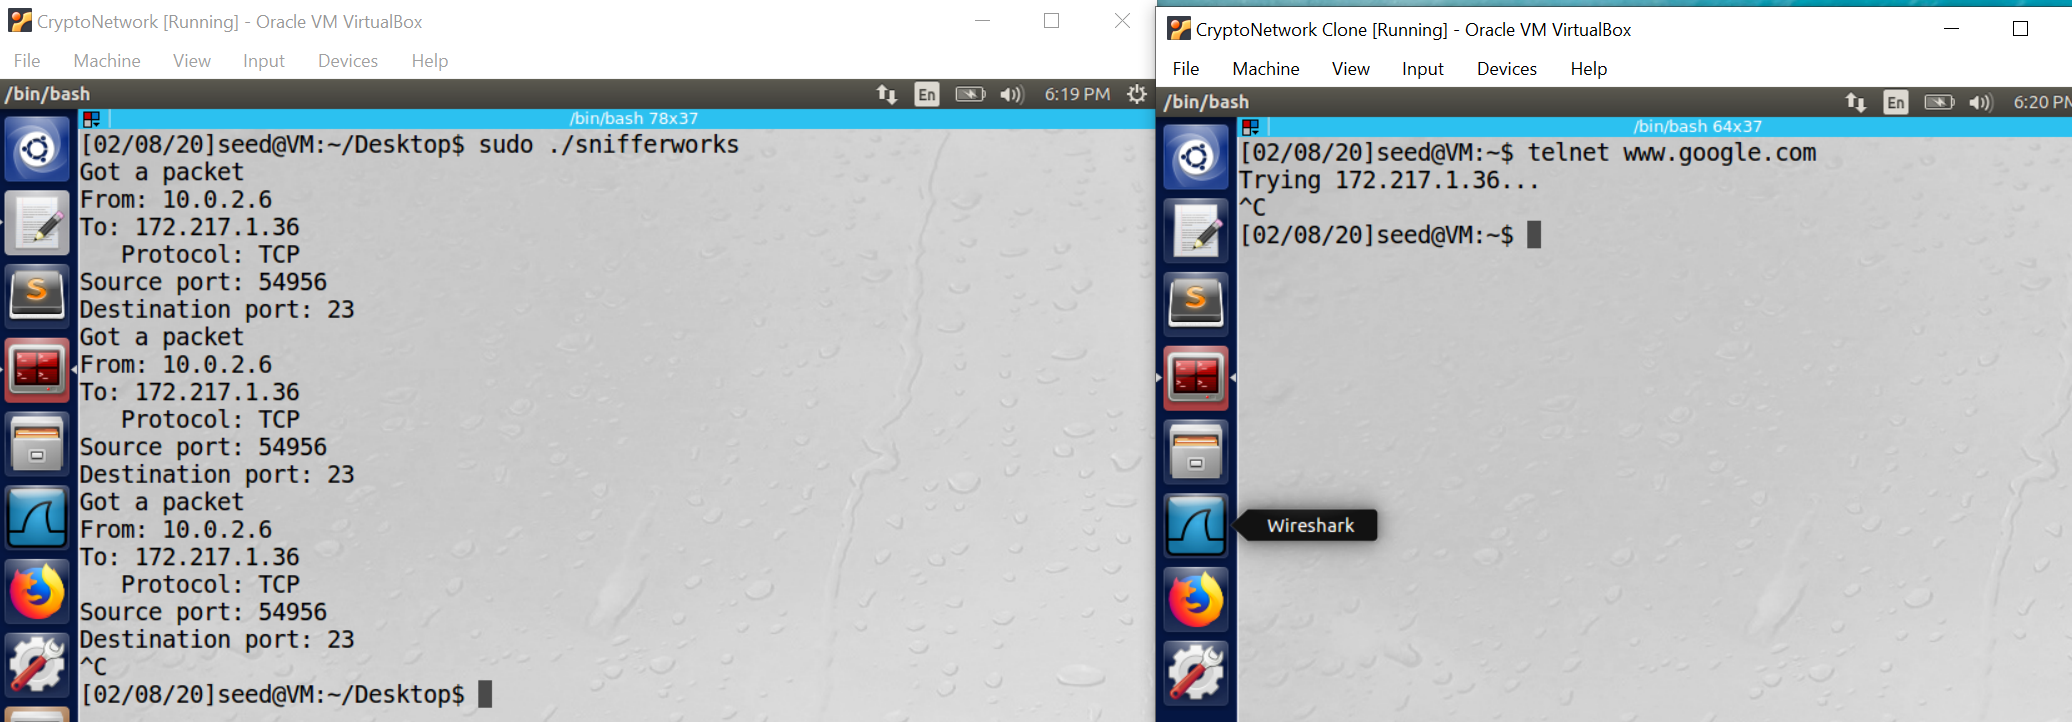 CryptoNetwork [Running] - Oracle VM VirtualBox
File Machine View Input Devices Help
/bin/bash En 6:19 PM
/bin/bash 78x37
[02/08/20]seed@VM:~/Desktop$ sudo ./snifferworks
Got a packet
From: 10.0.2.6
To: 172.217.1.36
Protocol: TCP
Source port: 54956
Destination port: 23
Got a packet
From: 10.0.2.6
To: 172.217.1.36
Protocol: TCP
Source port: 54956
Destination port: 23
Got a packet
From: 10.0.2.6
To: 172.217.1.36
Protocol: TCP
Source port: 54956
Destination port: 23
^C
[02/08/20]seed@VM:~/Desktop$
CryptoNetwork Clone [Running] - Oracle VM VirtualBox
File Machine View Input Devices Help
/bin/bash En 6:20 PM
/bin/bash 64x37
[02/08/20]seed@VM:~$ telnet www.google.com
Trying 172.217.1.36...
^C
[02/08/20]seed@VM:~$
Wireshark